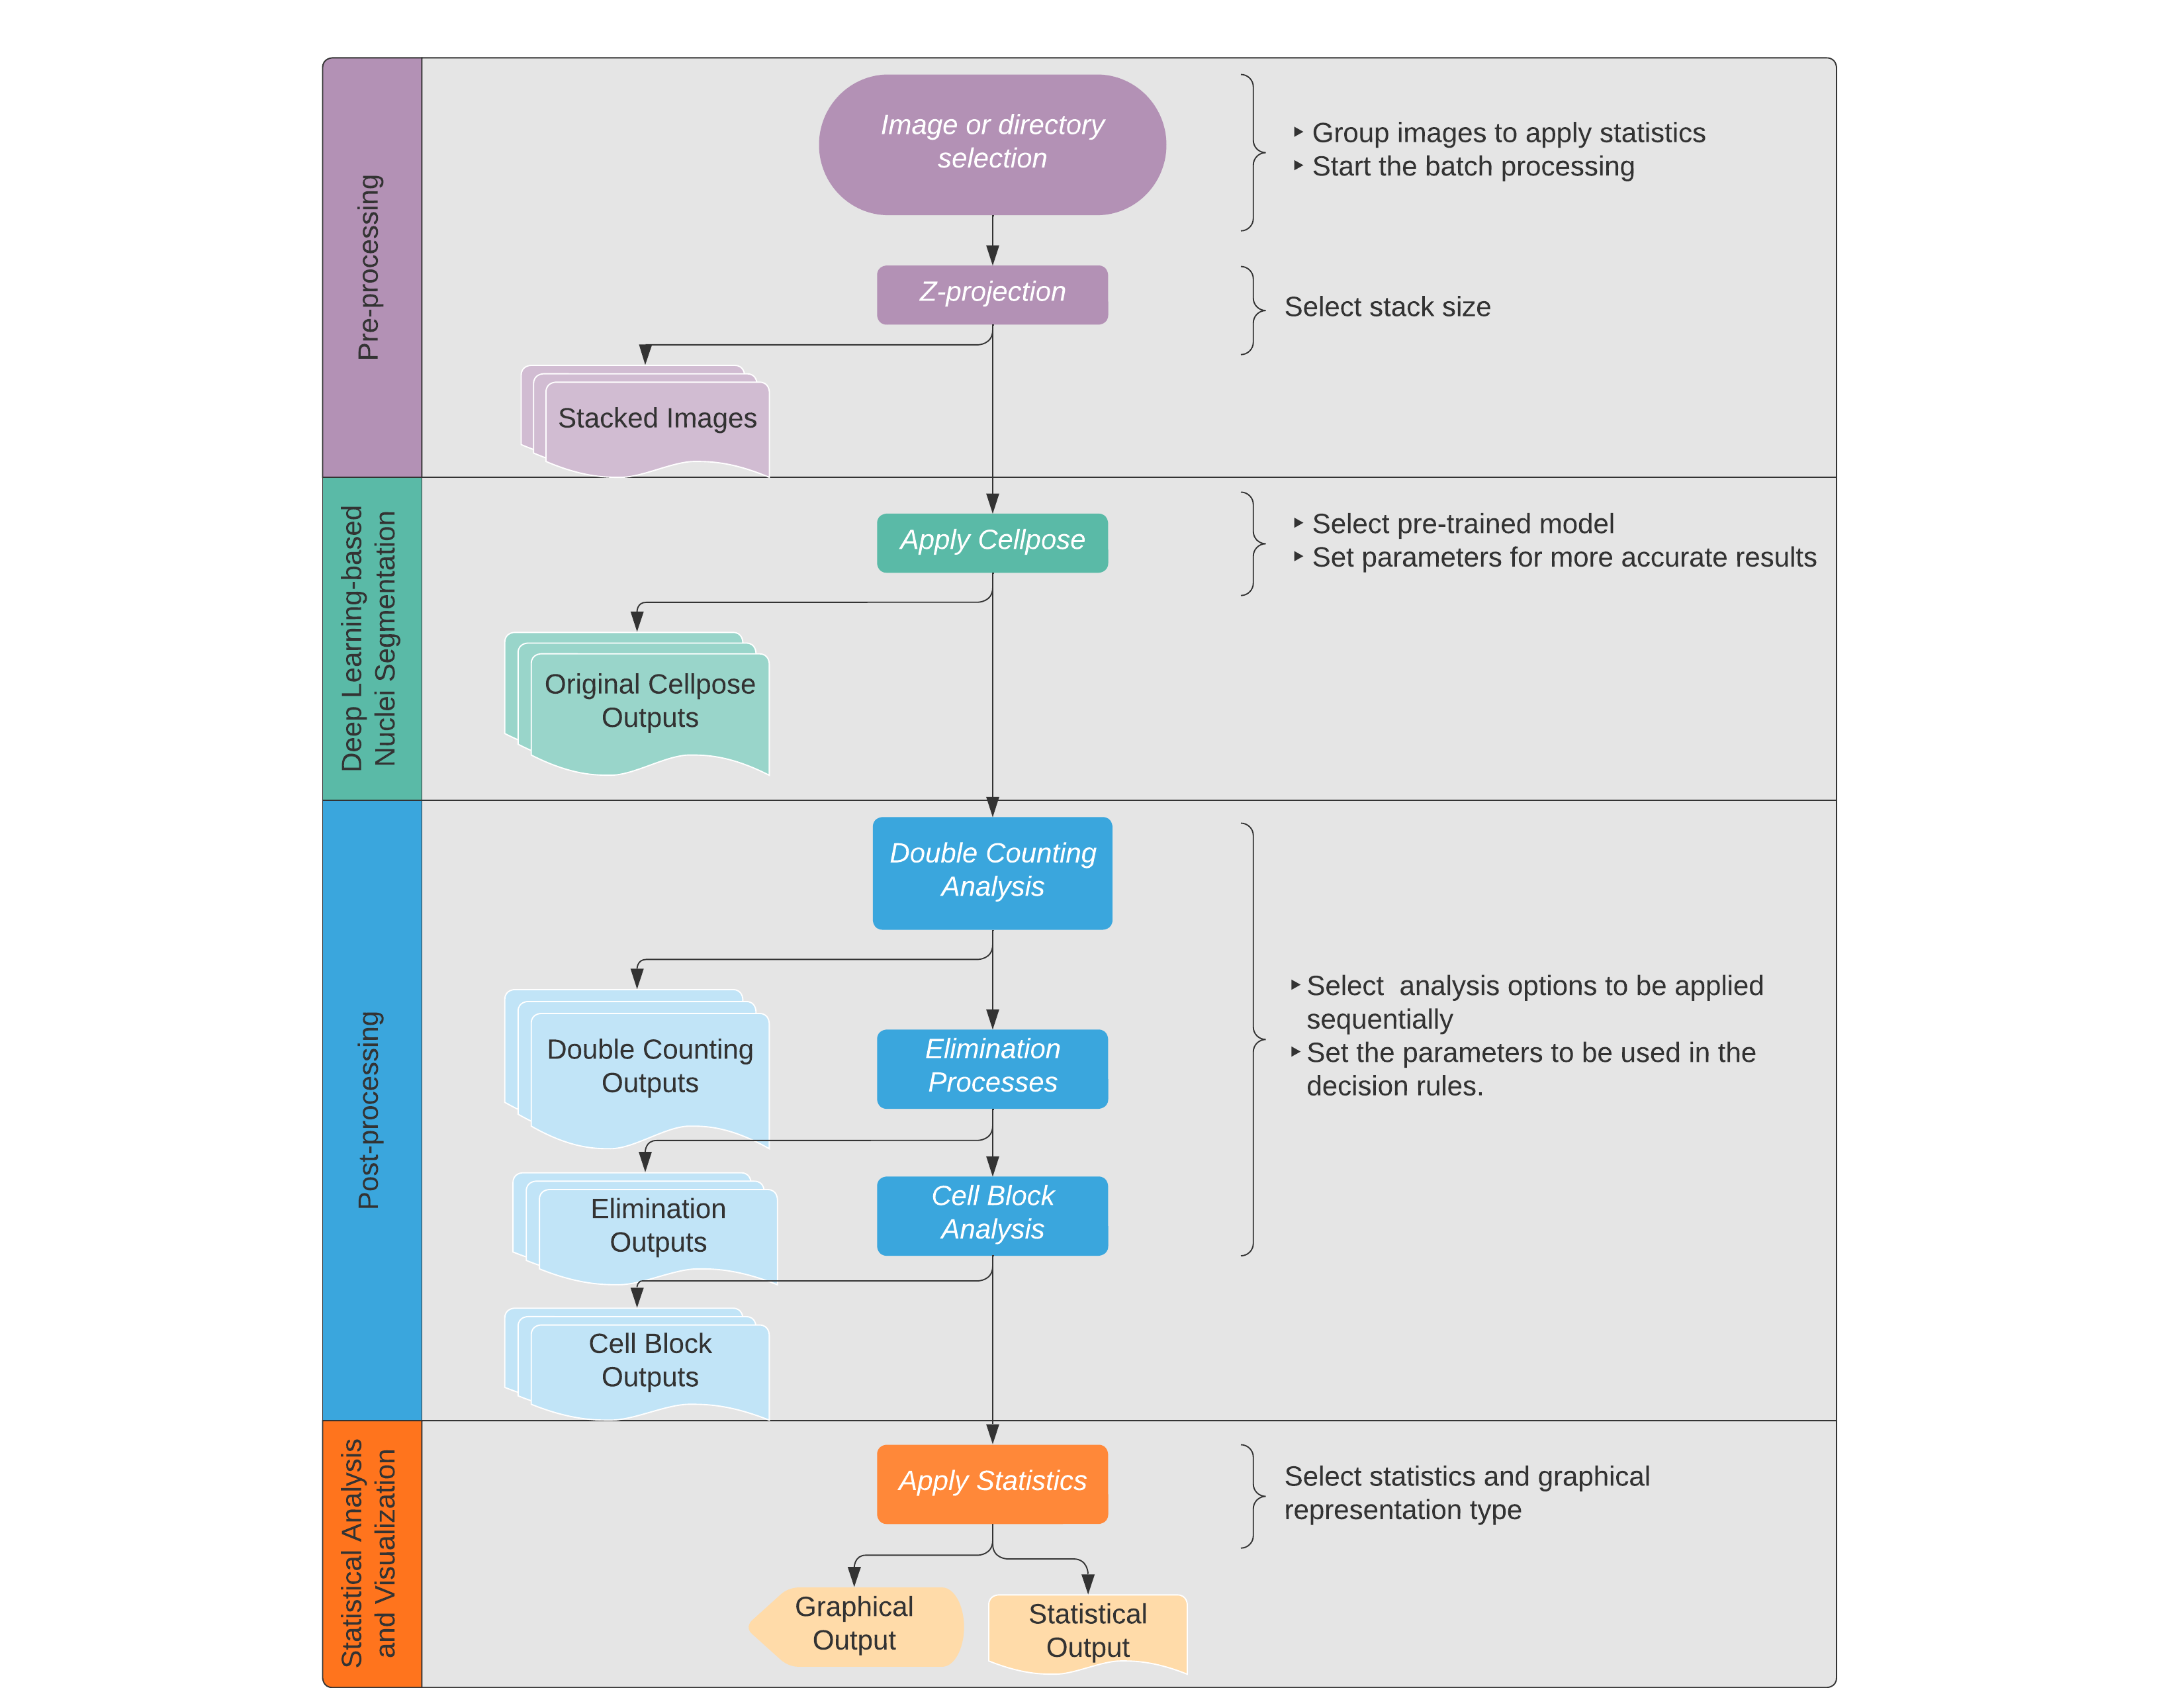 Pre-processing
Image or directory
selection
‣ Group images to apply statistics
‣ Start the batch processing
Z-projection
Select stack size
Stacked Images
Deep Learning-based
Nuclei Segmentation
Apply Cellpose
‣ Select pre-trained model
‣ Set parameters for more accurate results
Original Cellpose
Outputs
Post-processing
Double Counting
Analysis
Double Counting
Outputs
Elimination
Processes
‣ Select  analysis options to be applied
sequentially
‣ Set the parameters to be used in the
decision rules.
Elimination
Outputs
Cell Block
Analysis
Cell Block
Outputs
Statistical Analysis
and Visualization
Apply Statistics
Select statistics and graphical
representation type
Graphical
Output
Statistical
Output